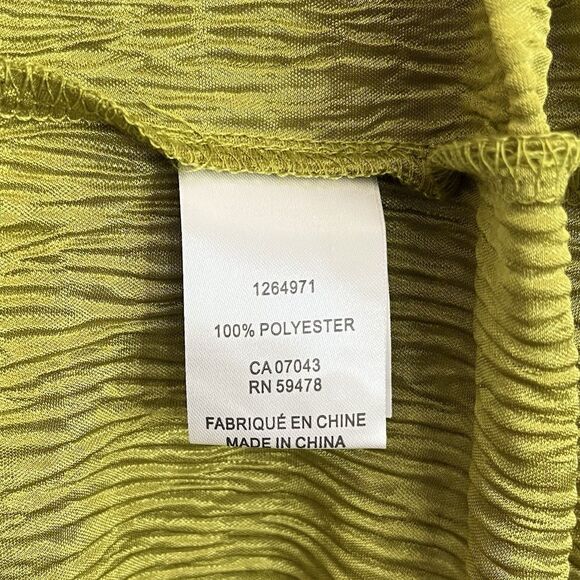 1264971
100% POLYESTER
CA 07043
RN 59478
FABRIQUÉ EN CHINE
MADE IN CHINA